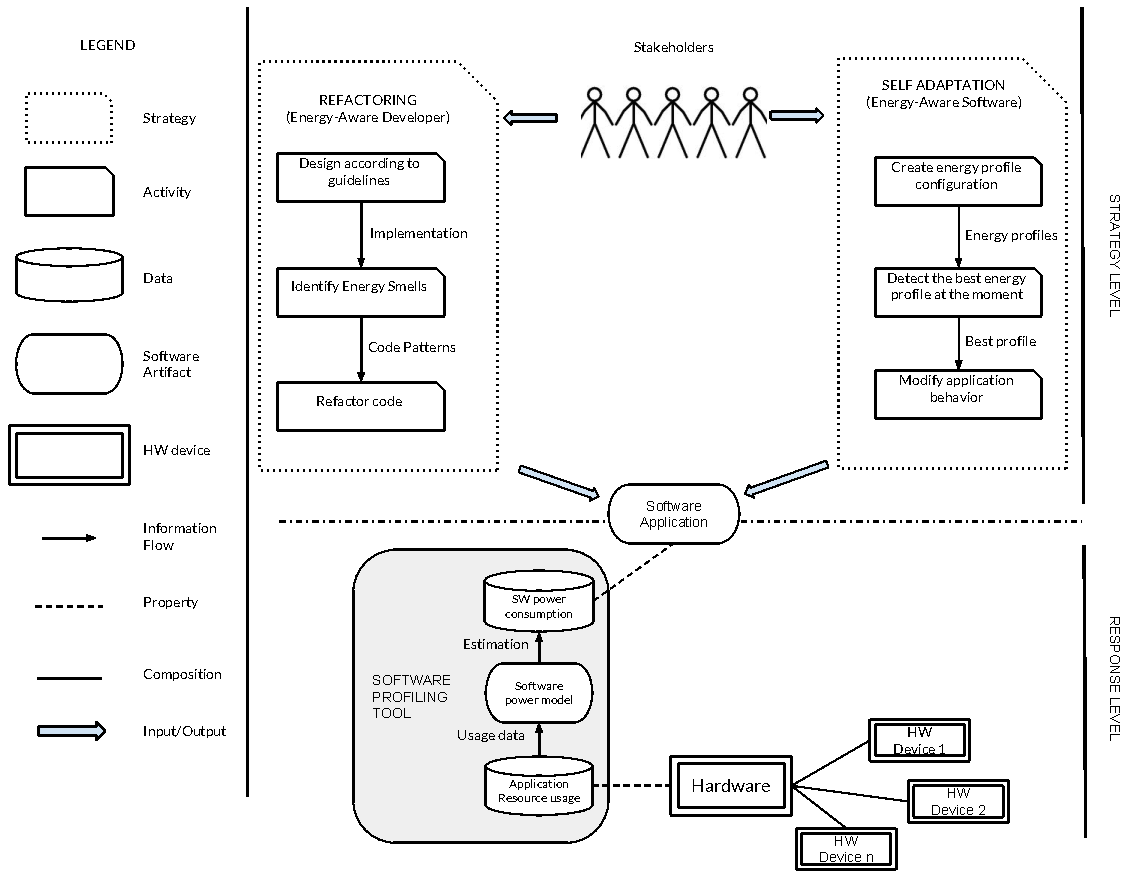 LEGEND
Strategy
Activity
Data
Software
Artifact
HW device
Information
Flow
Property
Composition
Input/Output
Stakeholders
REFACTORING
(Energy-Aware Developer)
Design according to
guidelines
Implementation
Identify Energy Smells
Code Patterns
Refactor code
SELF ADAPTATION
(Energy-Aware Software)
Create energy profile
configuration
Energy profiles
Detect the best energy
profile at the moment
Best profile
Modify application
behavior
STRATEGY LEVEL
Software
Application
SW power
consumption
Estimation
SOFTWARE
PROFILING
TOOL
Software
power model
Usage data
Application
Resource usage
Hardware
HW
Device 1
HW
Device 2
HW
Device n
RESPONSE LEVEL